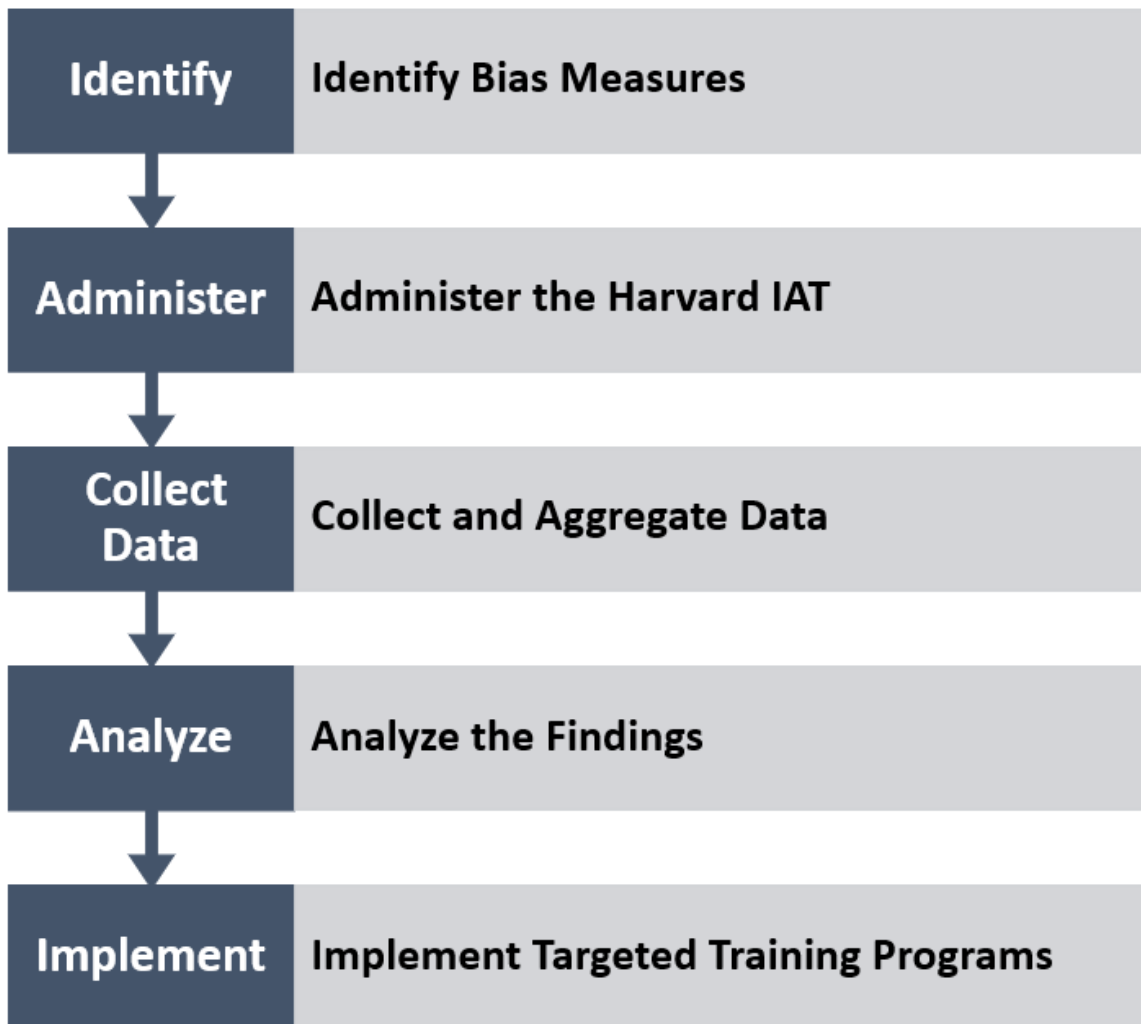 Identify
Identify Bias Measures
Administer
Administer the Harvard IAT
Collect
Data
Collect and Aggregate Data
Analyze
Analyze the Findings
Implement
Implement Targeted Training Programs